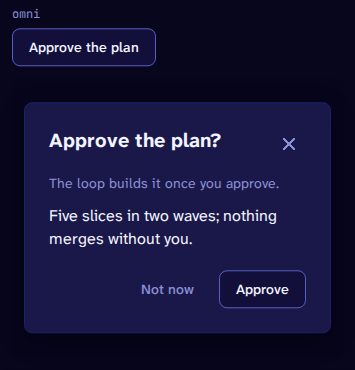 omni
Approve the plan
Approve the plan?
The loop builds it once you approve.
Five slices in two waves; nothing
merges without you.
Not now
Approve